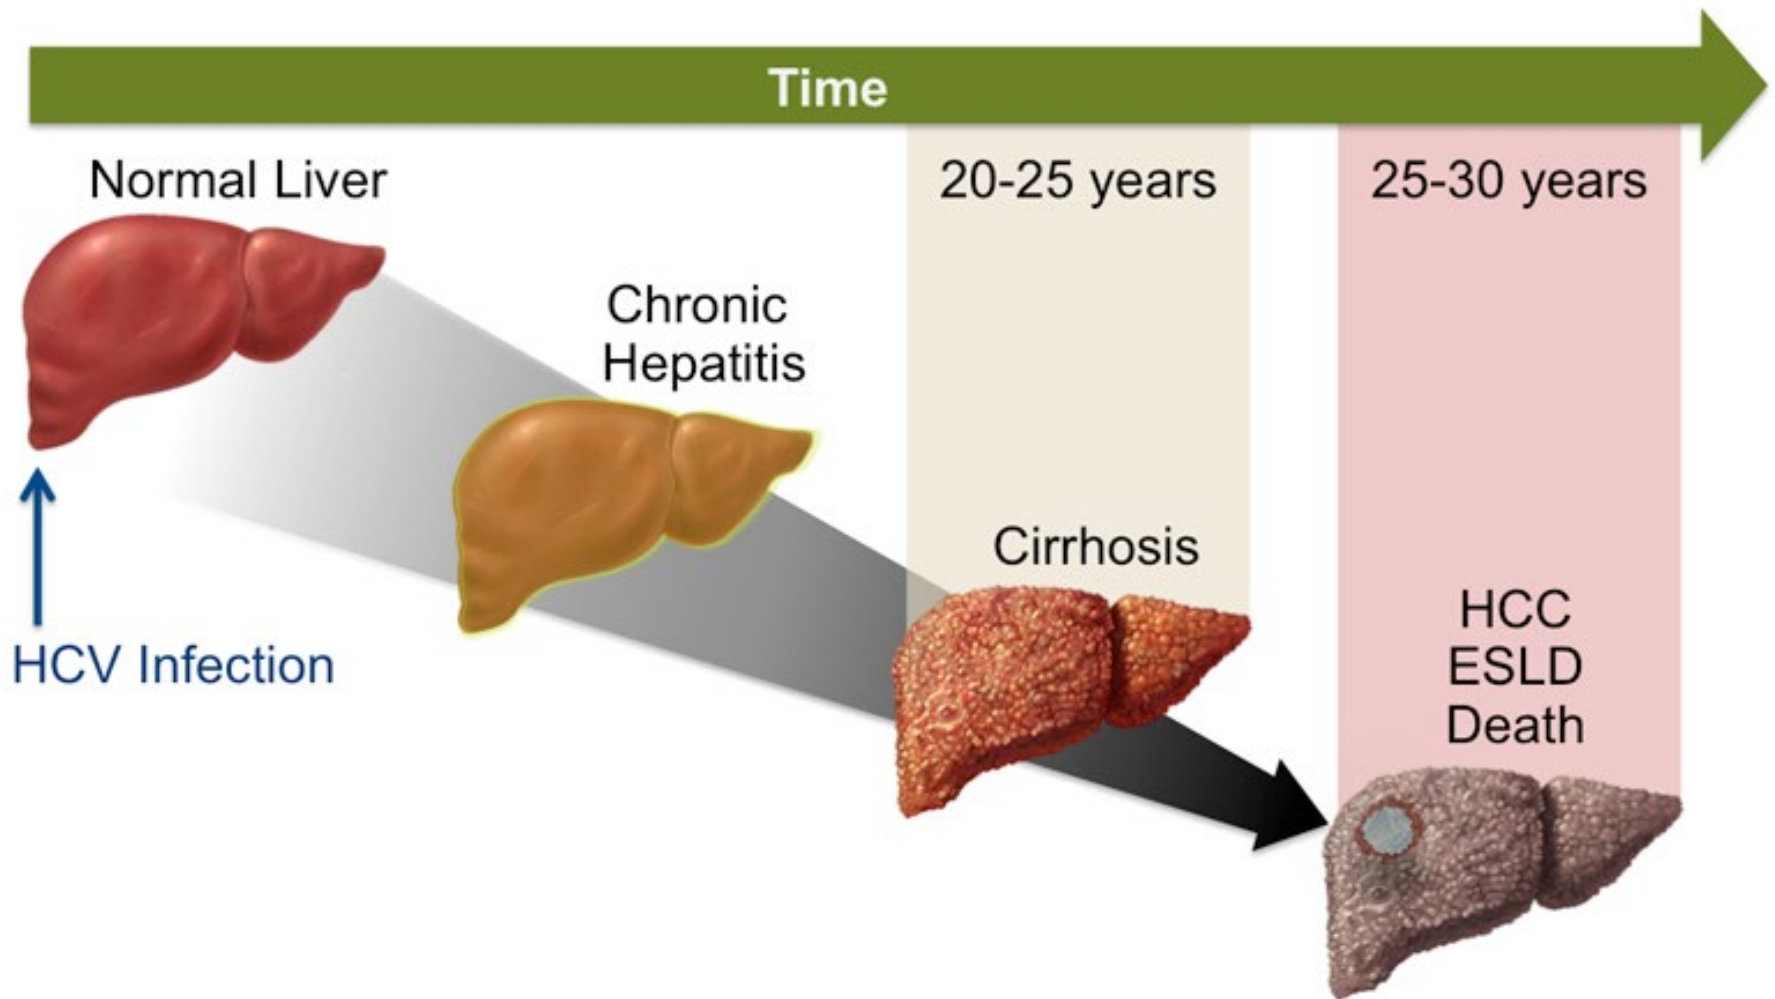 Time
Normal Liver
20-25 years
25-30 years
Chronic
Hepatitis
Cirrhosis
HCC
ESLD
Death
HCV Infection